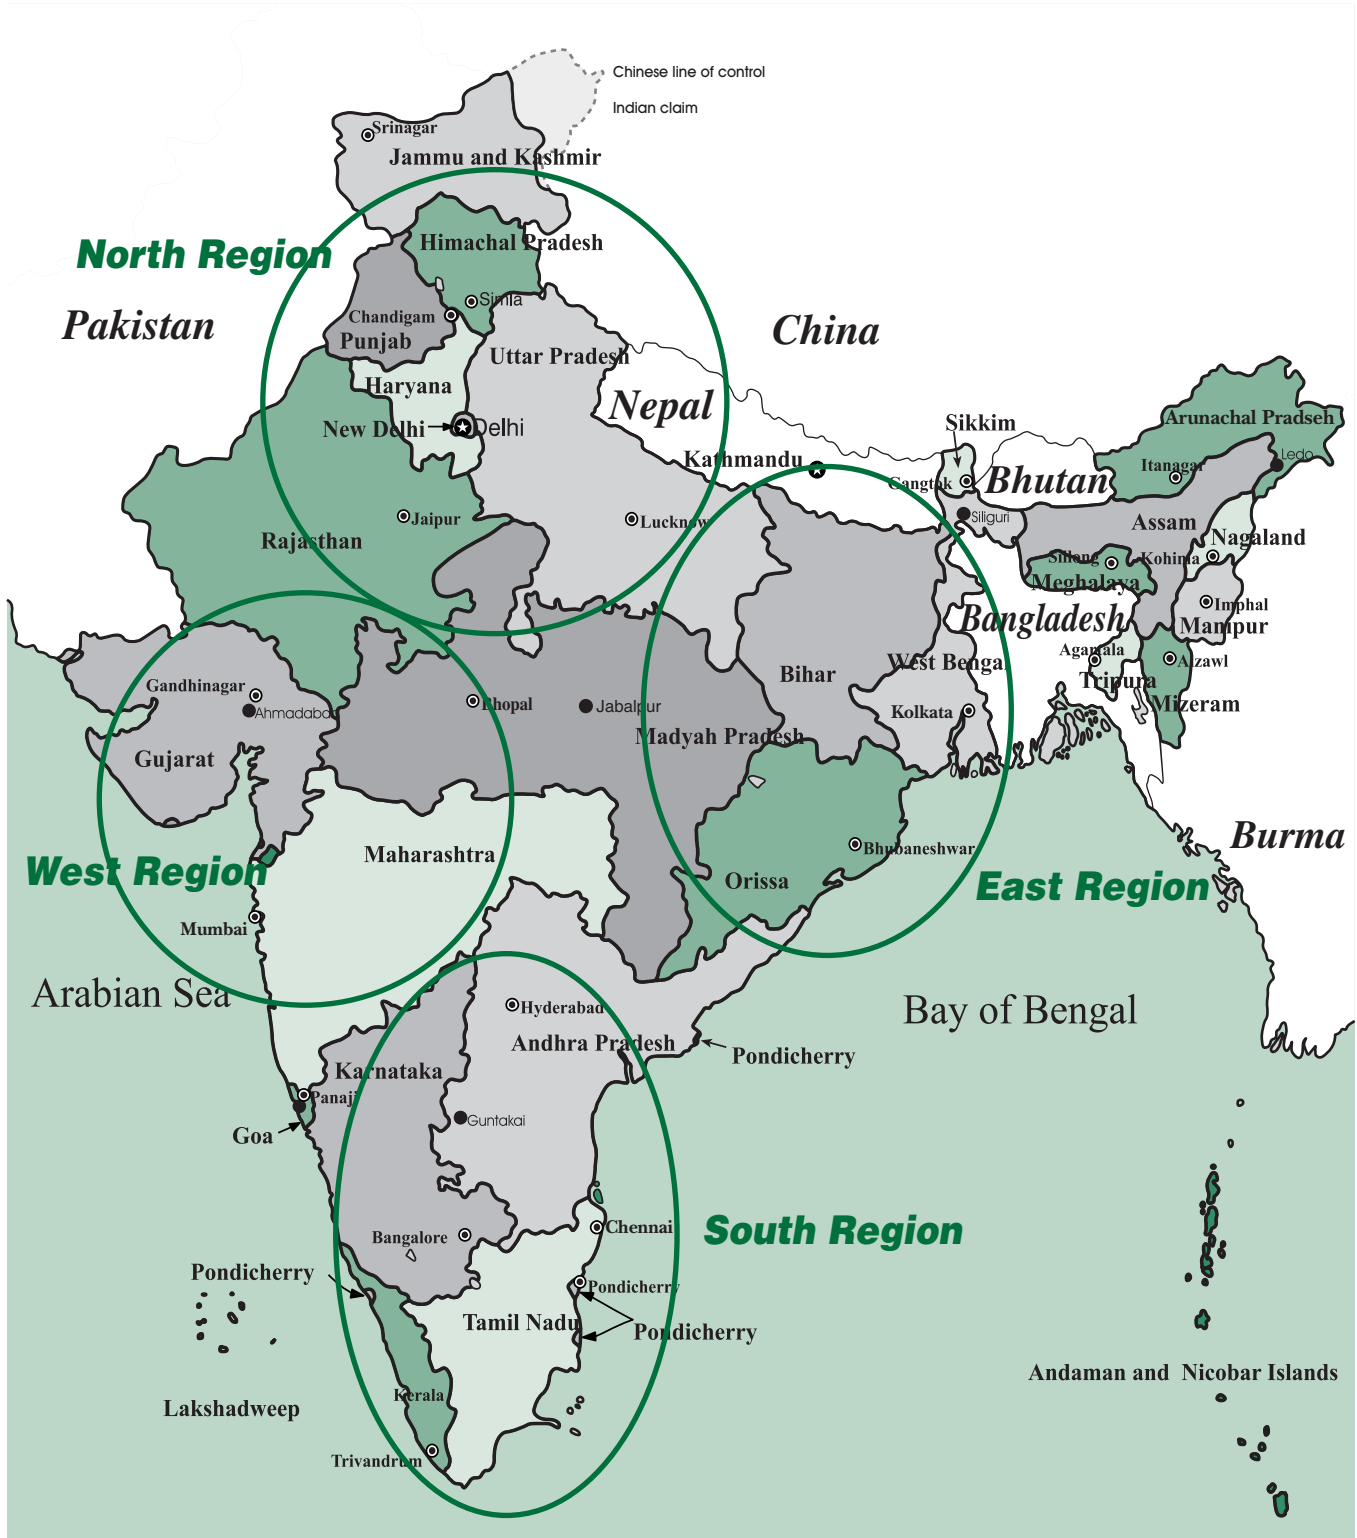 Chinese line of control
Indian claim
Srinagar
Jammu and Kashmir
North Region
Himachal Pradesh
Simla
Pakistan
Chandigam
Punjab
China
Uttar Pradesh
Haryana
Nepal
New Delhi
Delhi
Sikkim
Arunachal Pradseh
Kathmandu
Ledo
Itanagar
Gangtok
Bhutan
Jaipur
Lucknow
Siliguri
Assam
Rajasthan
Nagaland
Sillong
Kohima
Meghalaya
Imphal
Bangladesh
Manipur
Agartala
West Bengal
Aizawl
Bihar
Tripura
Gandhinagar
Mizeram
Bhopal
Jabalpur
Ahmadabad
Kolkata
Madyah Pradesh
Gujarat
Burma
Maharashtra
Bhubaneshwar
West Region
Orissa
East Region
Mumbai
Arabian Sea
Hyderabad
Bay of Bengal
Andhra Pradesh
Pondicherry
Karnataka
Panaji
Guntakai
Goa
Chennai
South Region
Bangalore
Pondicherry
Pondicherry
Tamil Nadu
Pondicherry
Andaman and Nicobar Islands
Kerala
Lakshadweep
Trivandrum